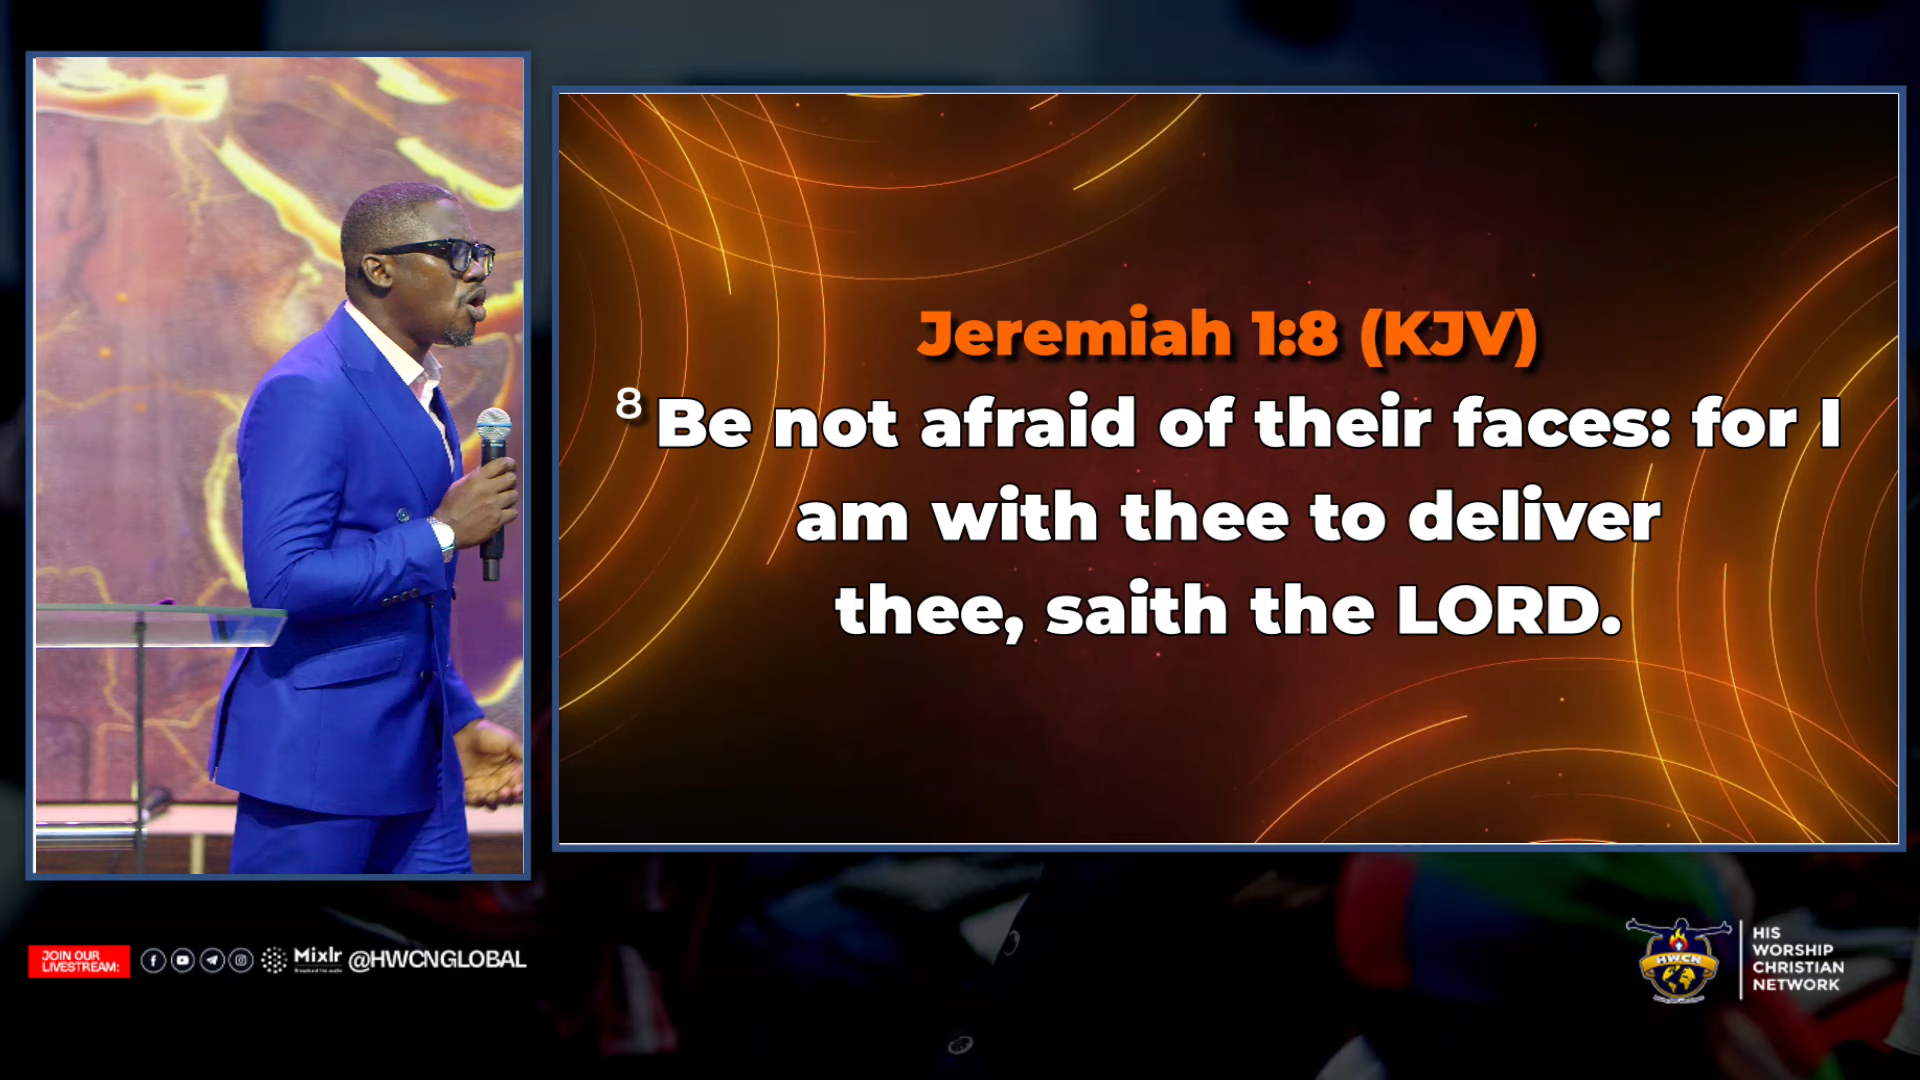 Jeremiah 1:8 (KJV)
8 Be not afraid of their faces: for I
am with thee to deliver
thee, saith the LORD.
JOIN OUR
LIVESTREAM:
Mixlr @HWCNGLOBAL
HWCN
HIS
WORSHIP
CHRISTIAN
NETWORK